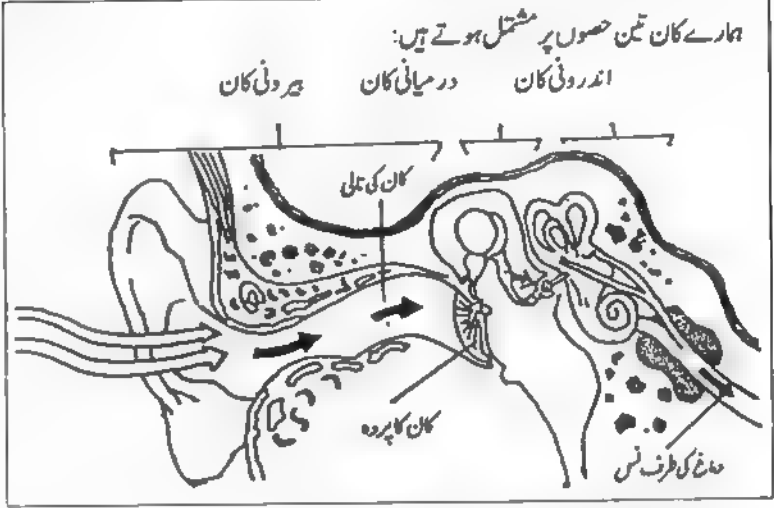 ہمارے کان تین حصوں پر مشتمل ہوتے ہیں:
اندرونی کان درمیانی کان بیرونی کان
کان کی نالی
کان کا پردہ
دماغ کی طرف نس